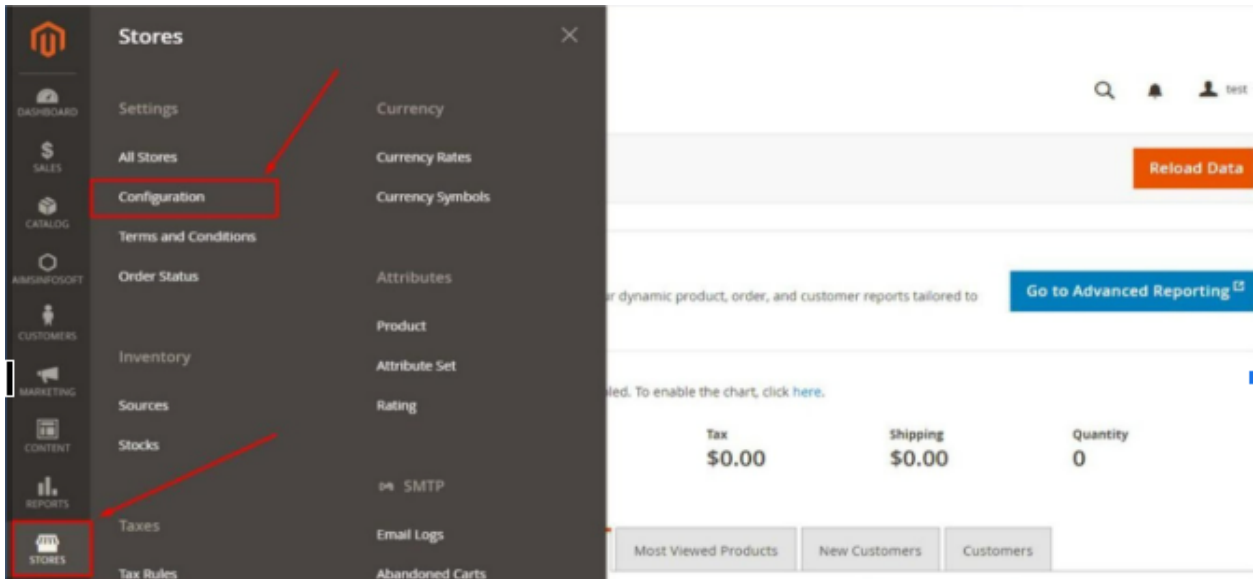 DASHBOARD
SALES
CATALOG
AIMSINFOSOFT
CUSTOMERS
MARKETING
CONTENT
REPORTS
STORES
Stores
Settings
All Stores
Configuration
Terms and Conditions
Order Status
Inventory
Sources
Stocks
Taxes
Tax Rules
Currency
Currency Rates
Currency Symbols
Attributes
Product
Attribute Set
Rating
SMTP
Email Logs
Abandoned Carts
test
Reload Data
r dynamic product, order, and customer reports tailored to
Go to Advanced Reporting
led. To enable the chart, click here.
Tax
$0.00
Shipping
$0.00
Quantity
0
Most Viewed Products
New Customers
Customers